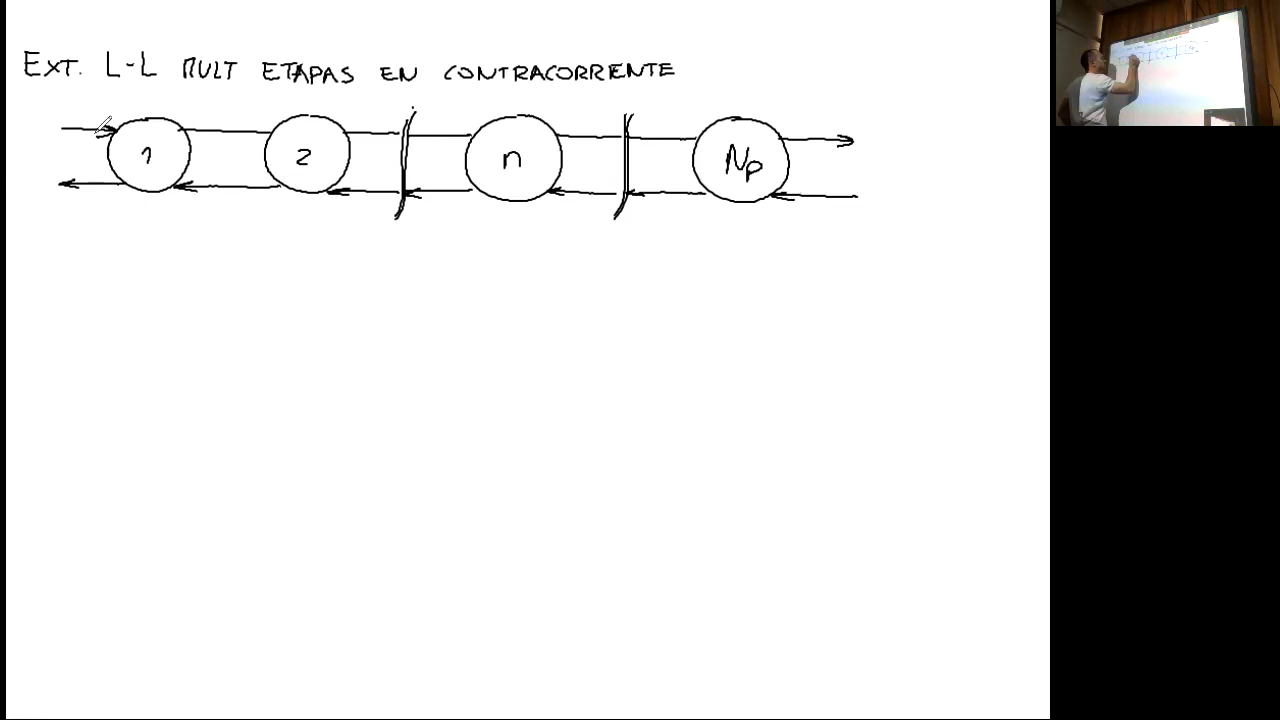 EXT. L-L MULT ETAPAS EN CONTRACORRIENTE
1 2 n Np